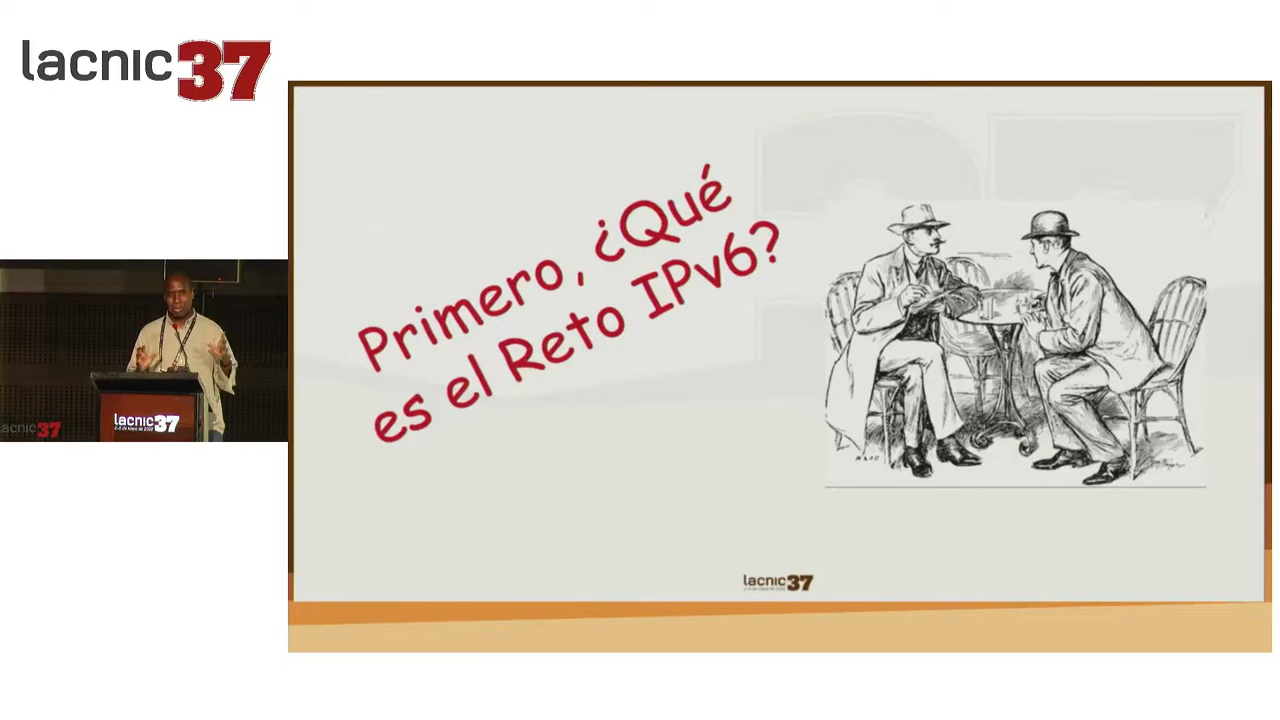 lacnic37
Primero, ¿Qué
es el Reto IPv6?
lacnic37
lacnic37
lacnic37